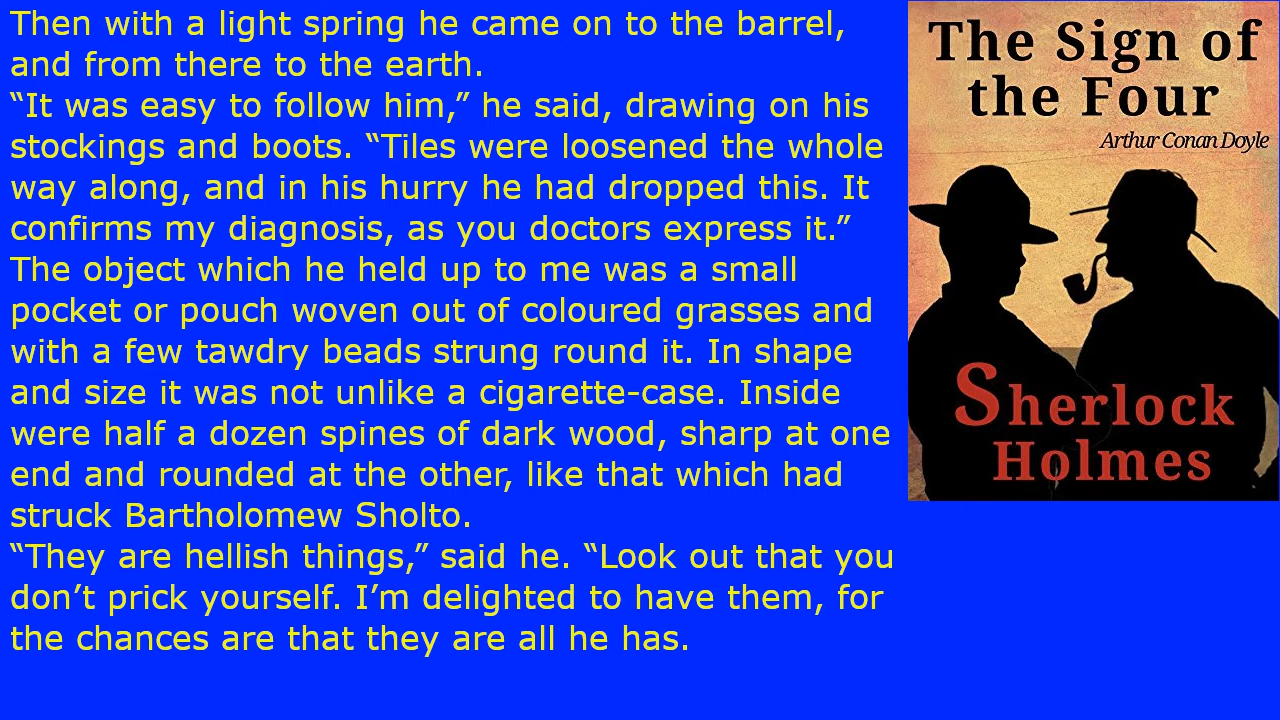 Then with a light spring he came on to the barrel,
and from there to the earth.
“It was easy to follow him,” he said, drawing on his
stockings and boots. “Tiles were loosened the whole
way along, and in his hurry he had dropped this. It
confirms my diagnosis, as you doctors express it.”
The object which he held up to me was a small
pocket or pouch woven out of coloured grasses and
with a few tawdry beads strung round it. In shape
and size it was not unlike a cigarette-case. Inside
were half a dozen spines of dark wood, sharp at one
end and rounded at the other, like that which had
struck Bartholomew Sholto.
“They are hellish things,” said he. “Look out that you
don’t prick yourself. I’m delighted to have them, for
the chances are that they are all he has.
The Sign of
the Four
Arthur Conan Doyle
Sherlock
Holmes